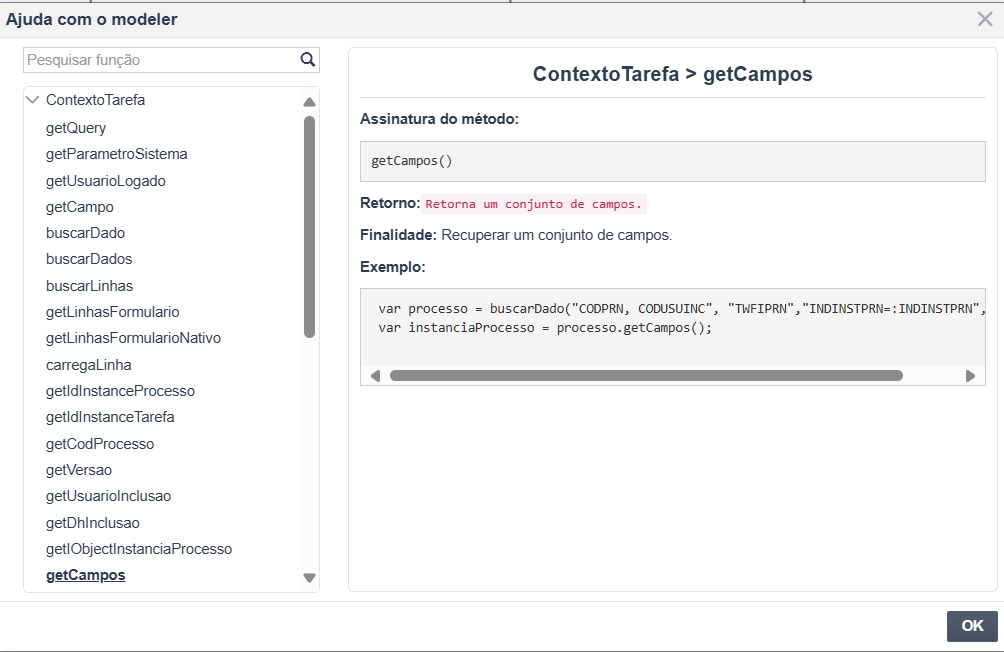 Ajuda com o modeler
Pesquisar função
ContextoTarefa
getQuery
getParametroSistema
getUsuarioLogado
getCampo
buscarDado
buscarDados
buscarLinhas
getLinhasFormulario
getLinhasFormularioNativo
carregaLinha
getIdInstanceProcesso
getIdInstanceTarefa
getCodProcesso
getVersao
getUsuarioInclusao
getDhInclusao
getIObjectInstanciaProcesso
getCampos
ContextoTarefa > getCampos
Assinatura do método:
getCampos()
Retorno: Retorna um conjunto de campos.
Finalidade: Recuperar um conjunto de campos.
Exemplo:
var processo = buscarDado("CODPRN, CODUSUINC", "TWFIPRN","INDINSTPRN=:INDINSTPRN",
var instanciaProcesso = processo.getCampos();
OK